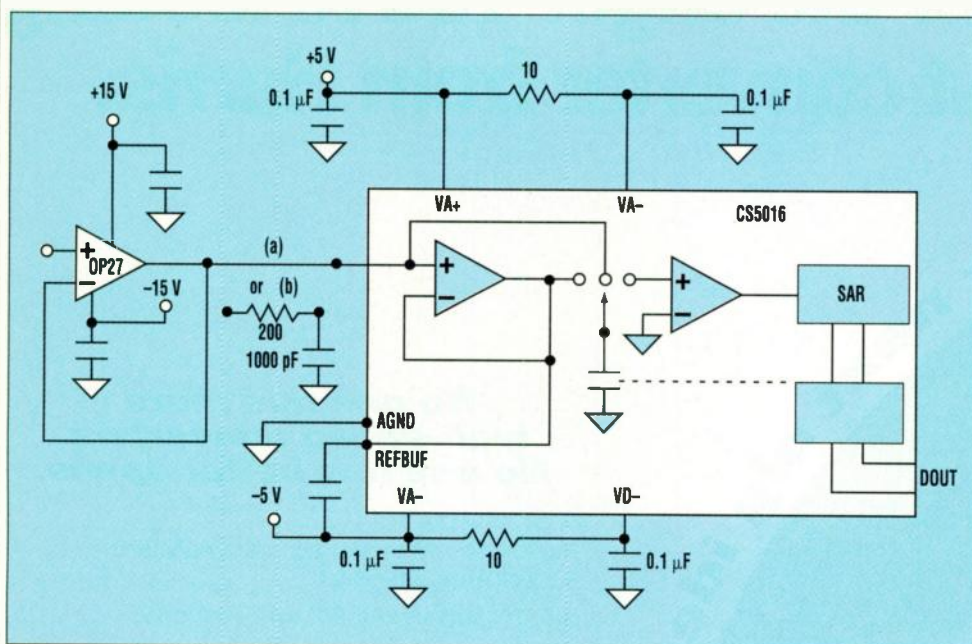 +5 V
+15 V
0.1 µF
10
0.1 µF
VA+
VA–
CS5016
+
OP27
–
(a)
–15 V
or (b)
200
1000 pF
+
–
+
–
SAR
AGND
REFBUF
–5 V
VA–
VD–
DOUT
0.1 µF
10
0.1 µF